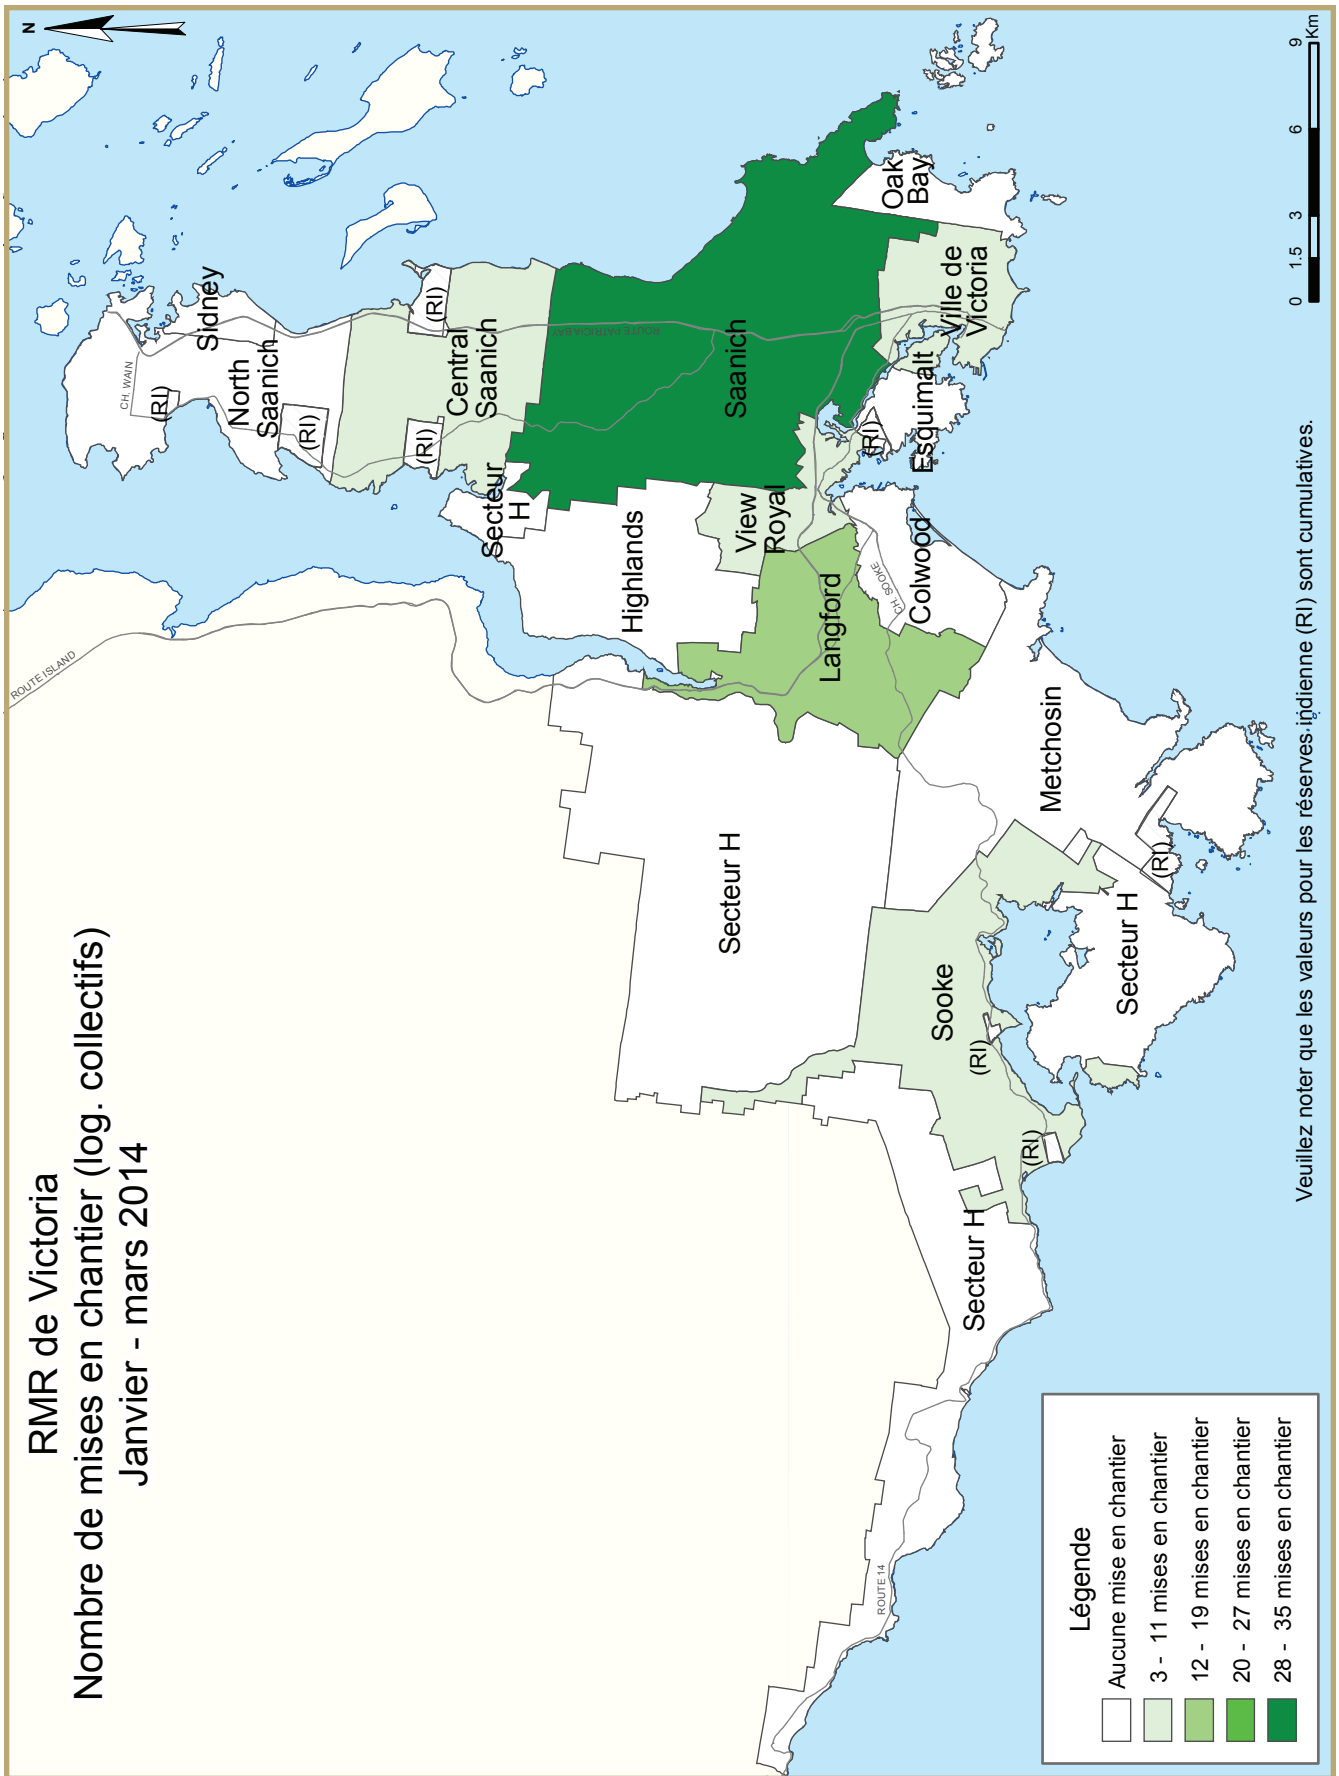 RMR de Victoria
Nombre de mises en chantier (log. collectifs)
Janvier - mars 2014
N
ROUTE ISLAND
CH. WAIN
Sidney
(RI)
North
Saanich
(RI)
(RI)
Central
Saanich
(RI)
Secteur
H
ROUTE PATRICIA BAY
Saanich
Highlands
View
Royal
Oak
Bay
Ville de
Victoria
Esquimalt
(RI)
Langford
CH. SOOKE
Colwood
Secteur H
Metchosin
(RI)
Sooke
(RI)
Secteur H
(RI)
Secteur H
ROUTE 14
Légende
Aucune mise en chantier
3 - 11 mises en chantier
12 - 19 mises en chantier
20 - 27 mises en chantier
28 - 35 mises en chantier
Veuillez noter que les valeurs pour les réserves indienne (RI) sont cumulatives.
0 1.5 3 6 9
Km